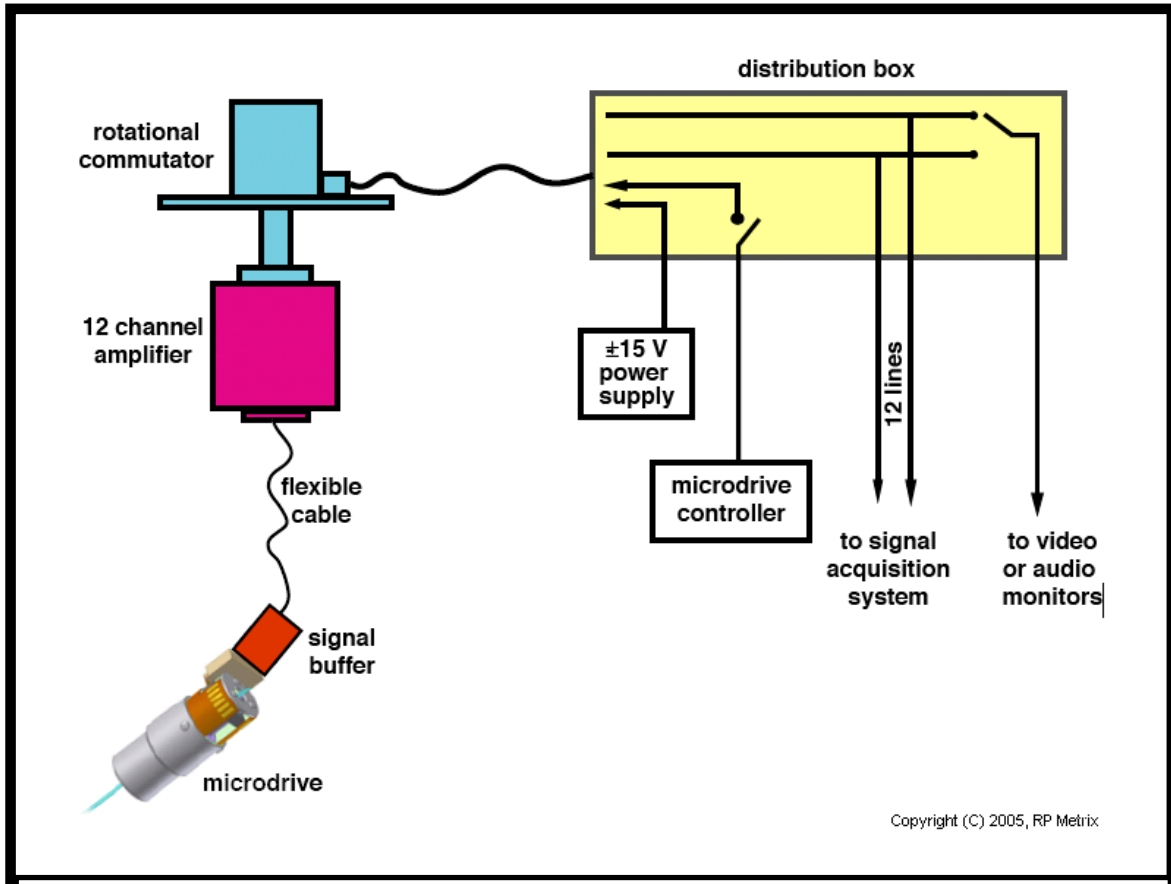 distribution box
rotational
commutator
12 channel
amplifier
±15 V
power
supply
12 lines
microdrive
controller
flexible
cable
to signal
acquisition
system
to video
or audio
monitors
signal
buffer
microdrive
Copyright (C) 2005, RP Metrix